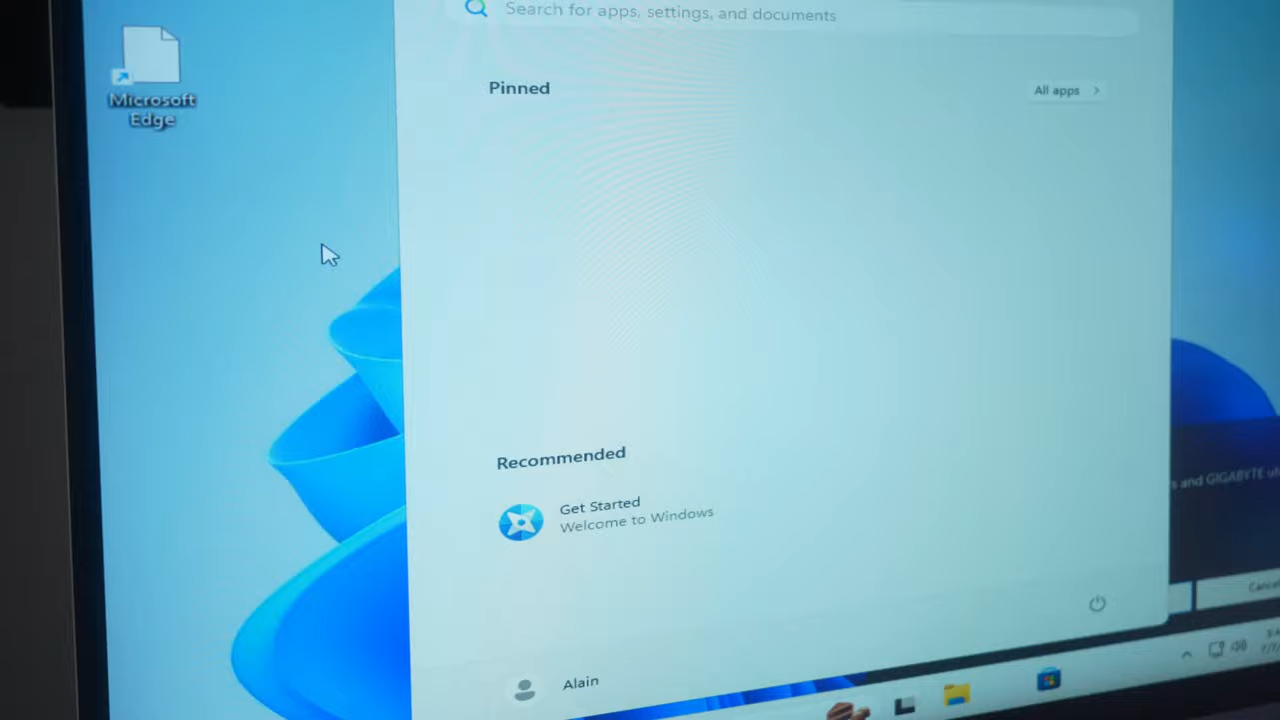 Search for apps, settings, and documents
Microsoft
Edge
Pinned
All apps
Recommended
Get Started
Welcome to Windows
s and GIGABYTE
Alain